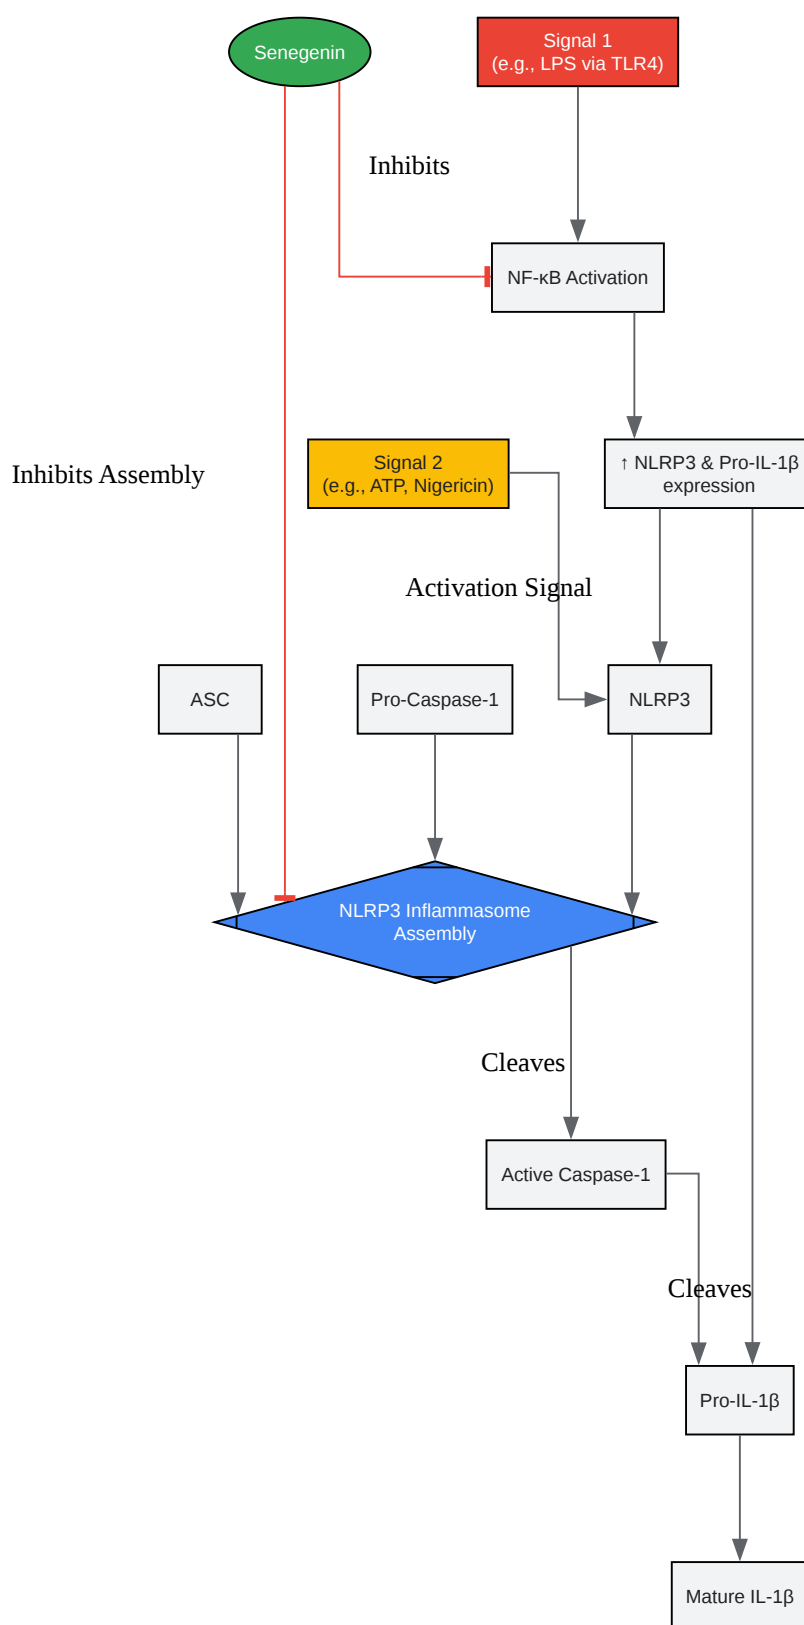 Senegenin
Signal 1
(e.g., LPS via TLR4)
Inhibits
NF-κB Activation
Signal 2
(e.g., ATP, Nigericin)
↑ NLRP3 & Pro-IL-1β
expression
Inhibits Assembly
Activation Signal
ASC
Pro-Caspase-1
NLRP3
NLRP3 Inflammasome
Assembly
Cleaves
Active Caspase-1
Cleaves
Pro-IL-1β
Mature IL-1β